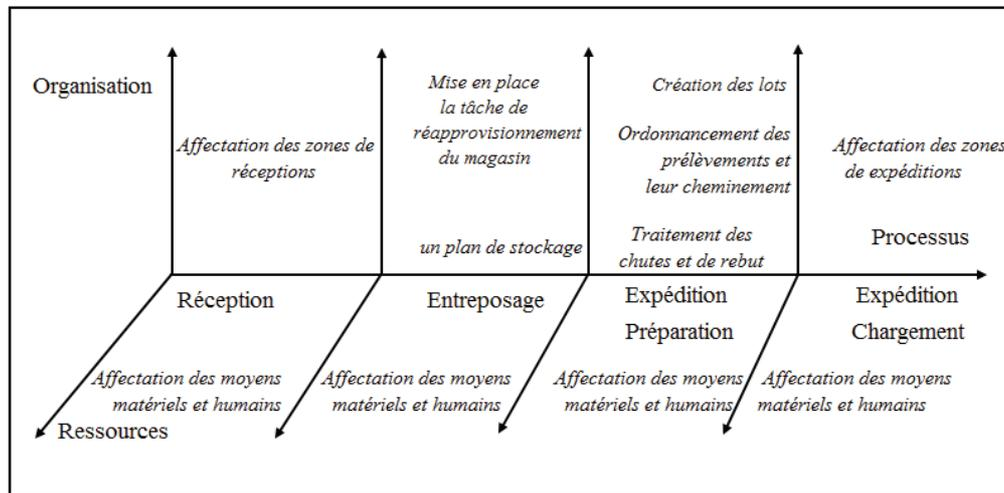 Organisation
Affectation des zones de
réceptions
Mise en place
la tâche de
réapprovisionnement
du magasin
un plan de stockage
Création des lots
Ordonnancement des
prélèvements et
leur cheminement
Traitement des
chutes et de rebut
Affectation des zones
de expéditions
Processus
Réception
Entreposage
Expédition
Préparation
Expédition
Chargement
Affectation des moyens
matériels et humains
Affectation des moyens
matériels et humains
Affectation des moyens
matériels et humains
Affectation des moyens
matériels et humains
Ressources